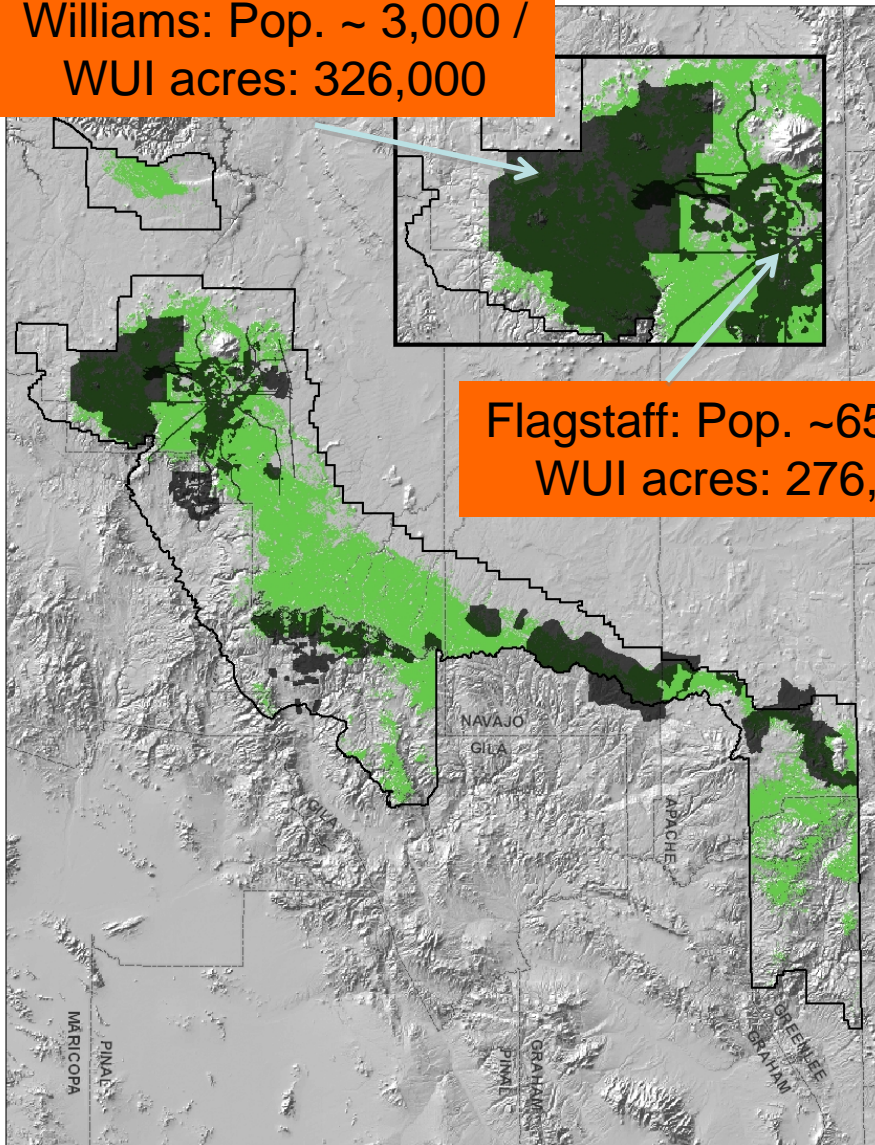 Williams: Pop. ~ 3,000 /
WUI acres: 326,000
Flagstaff: Pop. ~65
WUI acres: 276,
NAVAJO
GILA
GILA
APACHE
MARICOPA
PINAL
PINAL
GRAHAM
GREENLEE
GRAHAM